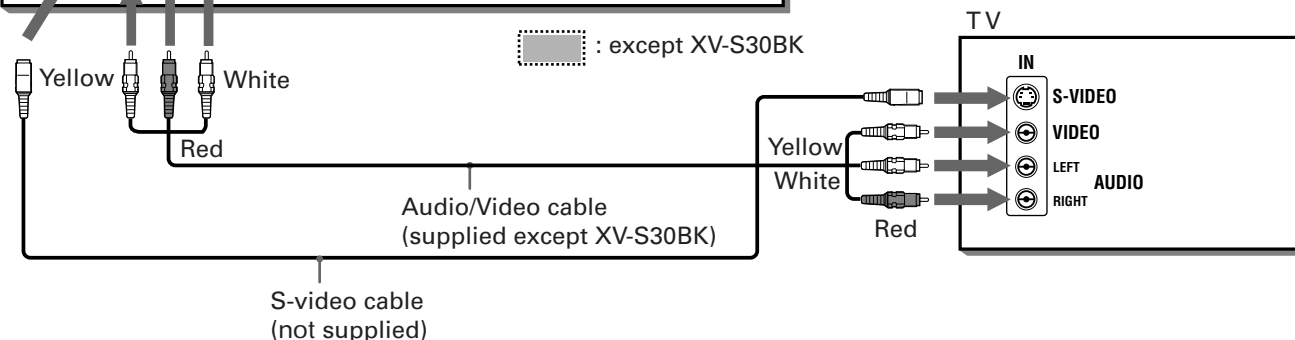 TV
: except XV-S30BK
IN
Yellow
White
S-VIDEO
VIDEO
Red
Yellow
LEFT
White
AUDIO
RIGHT
Audio/Video cable
(supplied except XV-S30BK)
Red
S-video cable
(not supplied)